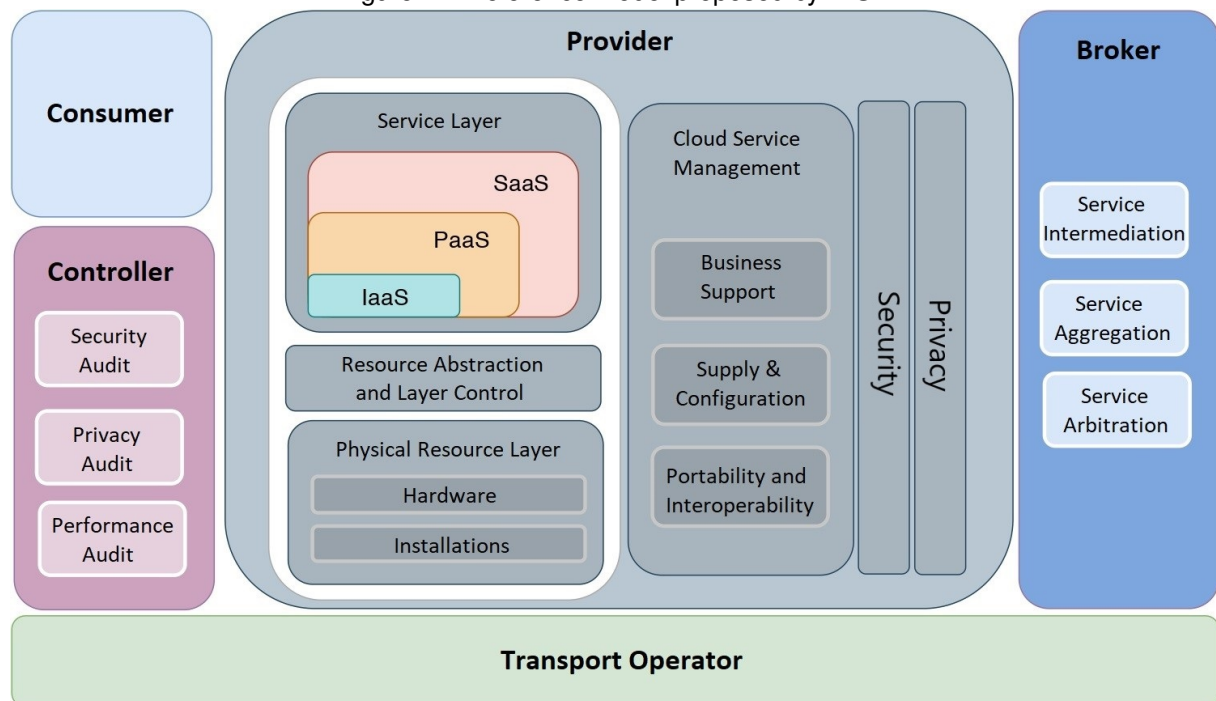 proposed by
Provider
Consumer
Controller
Security
Audit
Privacy
Audit
Performance
Audit
Service Layer
SaaS
PaaS
IaaS
Resource Abstraction
and Layer Control
Physical Resource Layer
Hardware
Installations
Cloud Service
Management
Business
Support
Supply &
Configuration
Portability and
Interoperability
Security
Privacy
Broker
Service
Intermediation
Service
Aggregation
Service
Arbitration
Transport Operator